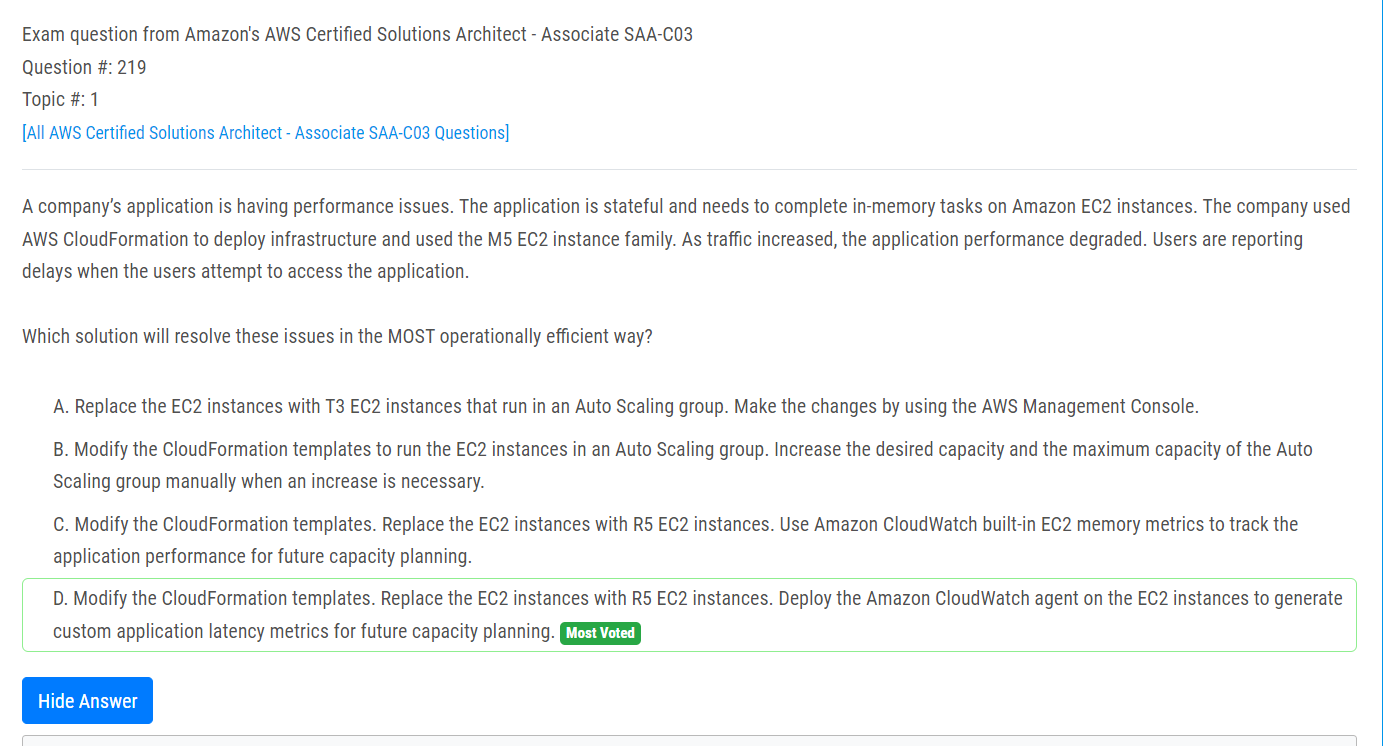 Exam question from Amazon's AWS Certified Solutions Architect - Associate SAA-C03
Question #: 219
Topic #: 1
[All AWS Certified Solutions Architect - Associate SAA-C03 Questions]
A company’s application is having performance issues. The application is stateful and needs to complete in-memory tasks on Amazon EC2 instances. The company used
AWS CloudFormation to deploy infrastructure and used the M5 EC2 instance family. As traffic increased, the application performance degraded. Users are reporting
delays when the users attempt to access the application.
Which solution will resolve these issues in the MOST operationally efficient way?
A. Replace the EC2 instances with T3 EC2 instances that run in an Auto Scaling group. Make the changes by using the AWS Management Console.
B. Modify the CloudFormation templates to run the EC2 instances in an Auto Scaling group. Increase the desired capacity and the maximum capacity of the Auto
Scaling group manually when an increase is necessary.
C. Modify the CloudFormation templates. Replace the EC2 instances with R5 EC2 instances. Use Amazon CloudWatch built-in EC2 memory metrics to track the
application performance for future capacity planning.
D. Modify the CloudFormation templates. Replace the EC2 instances with R5 EC2 instances. Deploy the Amazon CloudWatch agent on the EC2 instances to generate
custom application latency metrics for future capacity planning. Most Voted
Hide Answer